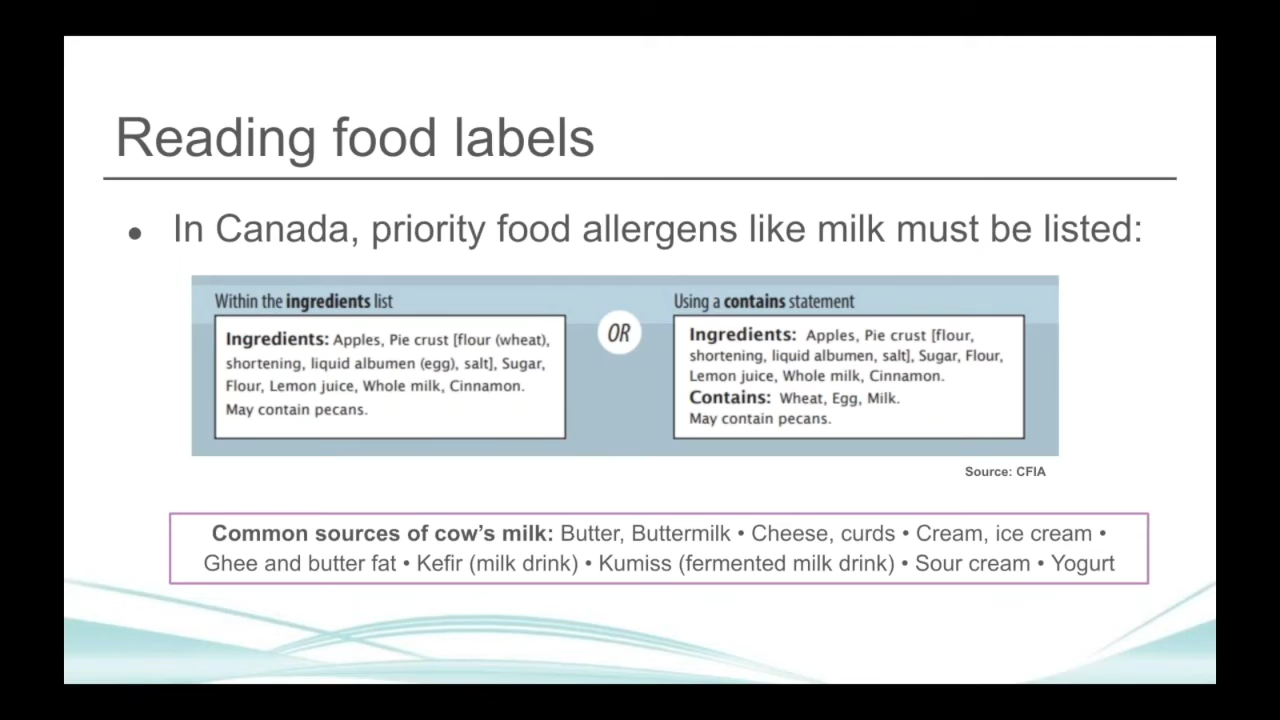 Reading food labels
● In Canada, priority food allergens like milk must be listed:
Within the ingredients list
Ingredients: Apples, Pie crust [flour (wheat),
shortening, liquid albumen (egg), salt], Sugar,
Flour, Lemon juice, Whole milk, Cinnamon.
May contain pecans.
OR
Using a contains statement
Ingredients: Apples, Pie crust [flour,
shortening, liquid albumen, salt], Sugar, Flour,
Lemon juice, Whole milk, Cinnamon.
Contains: Wheat, Egg, Milk.
May contain pecans.
Source: CFIA
Common sources of cow's milk: Butter, Buttermilk • Cheese, curds • Cream, ice cream •
Ghee and butter fat • Kefir (milk drink) • Kumiss (fermented milk drink) • Sour cream • Yogurt